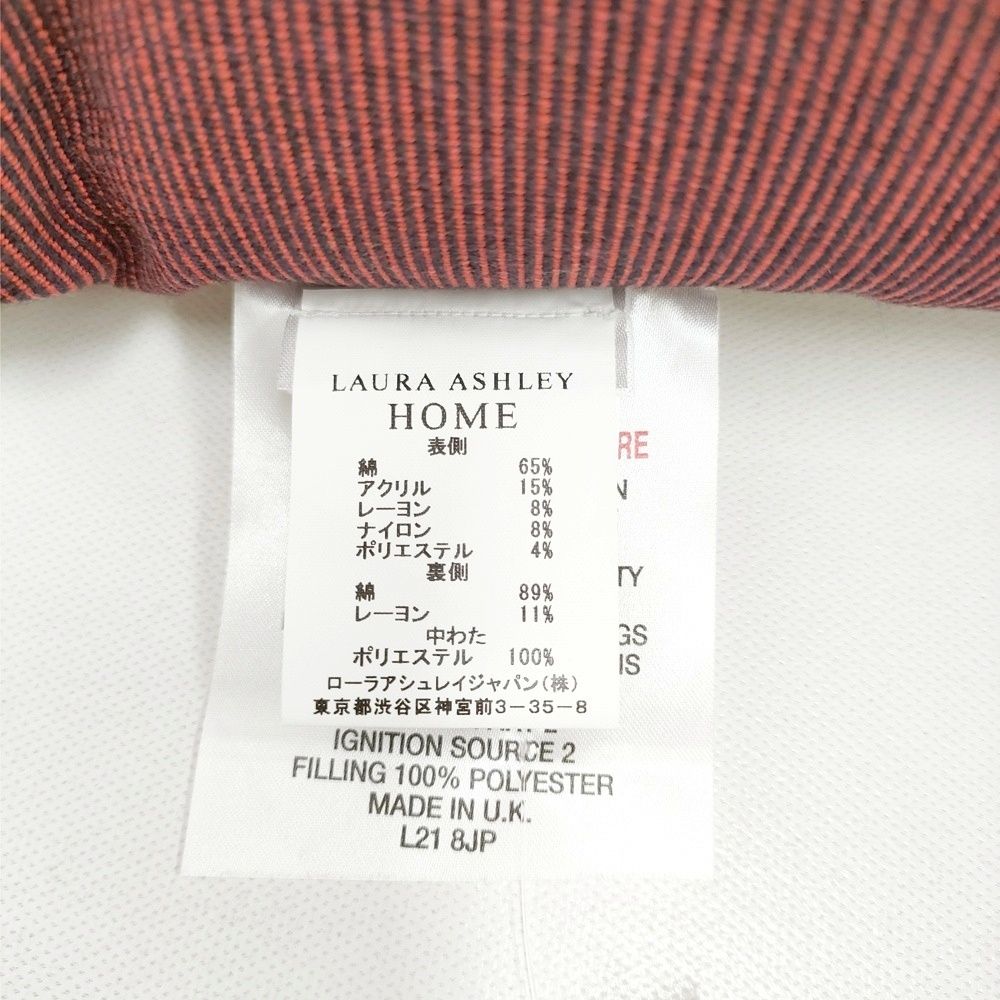 LAURA ASHLEY
HOME
表側
綿 65%
アクリル 15%
レーヨン 8%
ナイロン 8%
ポリエステル 4%
裏側
綿 89%
レーヨン 11%
中わた
ポリエステル 100%
ローラアシュレイジャパン(株)
東京都渋谷区神宮前3-35-8
RE
N
TY
GS
NS
IGNITION SOURCE 2
FILLING 100% POLYESTER
MADE IN U.K.
L21 8JP